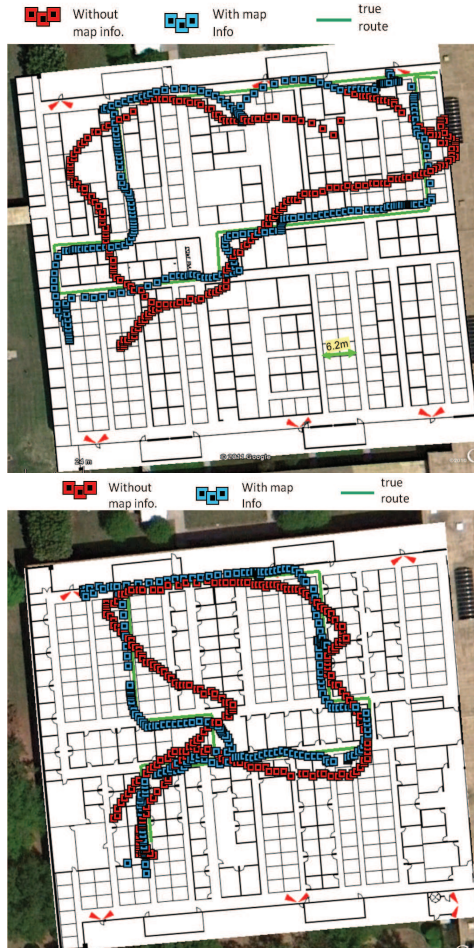 Without
map info.
With map
Info
true
route
6.2m
24 m
© 2011 Google
Without
map info.
With map
Info
true
route